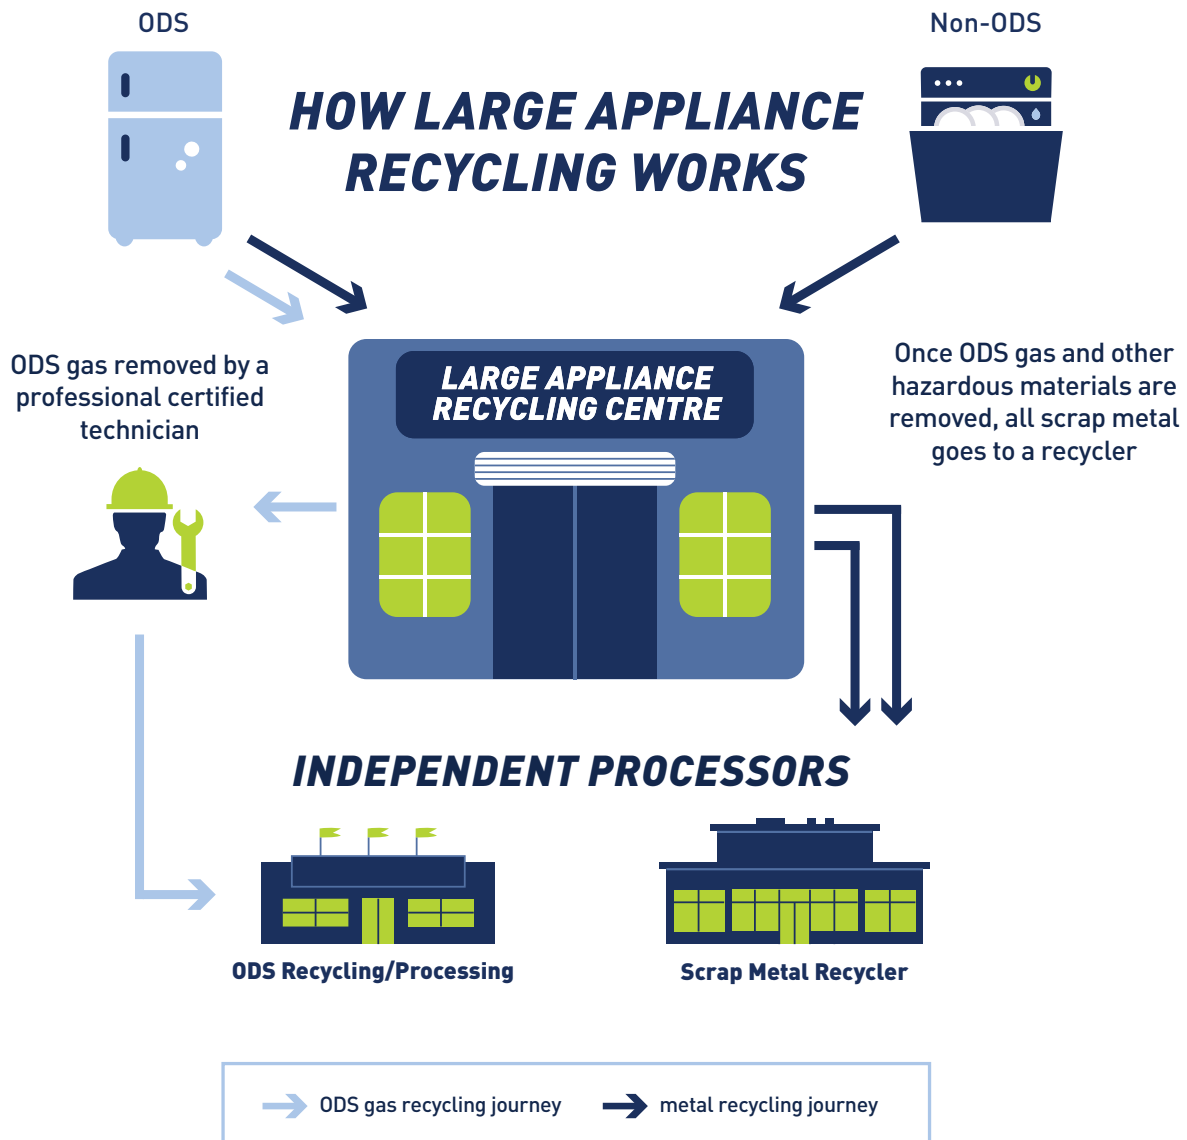 ODS
Non-ODS
HOW LARGE APPLIANCE
RECYCLING WORKS
ODS gas removed by a
professional certified
technician
LARGE APPLIANCE
RECYCLING CENTRE
Once ODS gas and other
hazardous materials are
removed, all scrap metal
goes to a recycler
INDEPENDENT PROCESSORS
ODS Recycling/Processing
Scrap Metal Recycler
ODS gas recycling journey
metal recycling journey